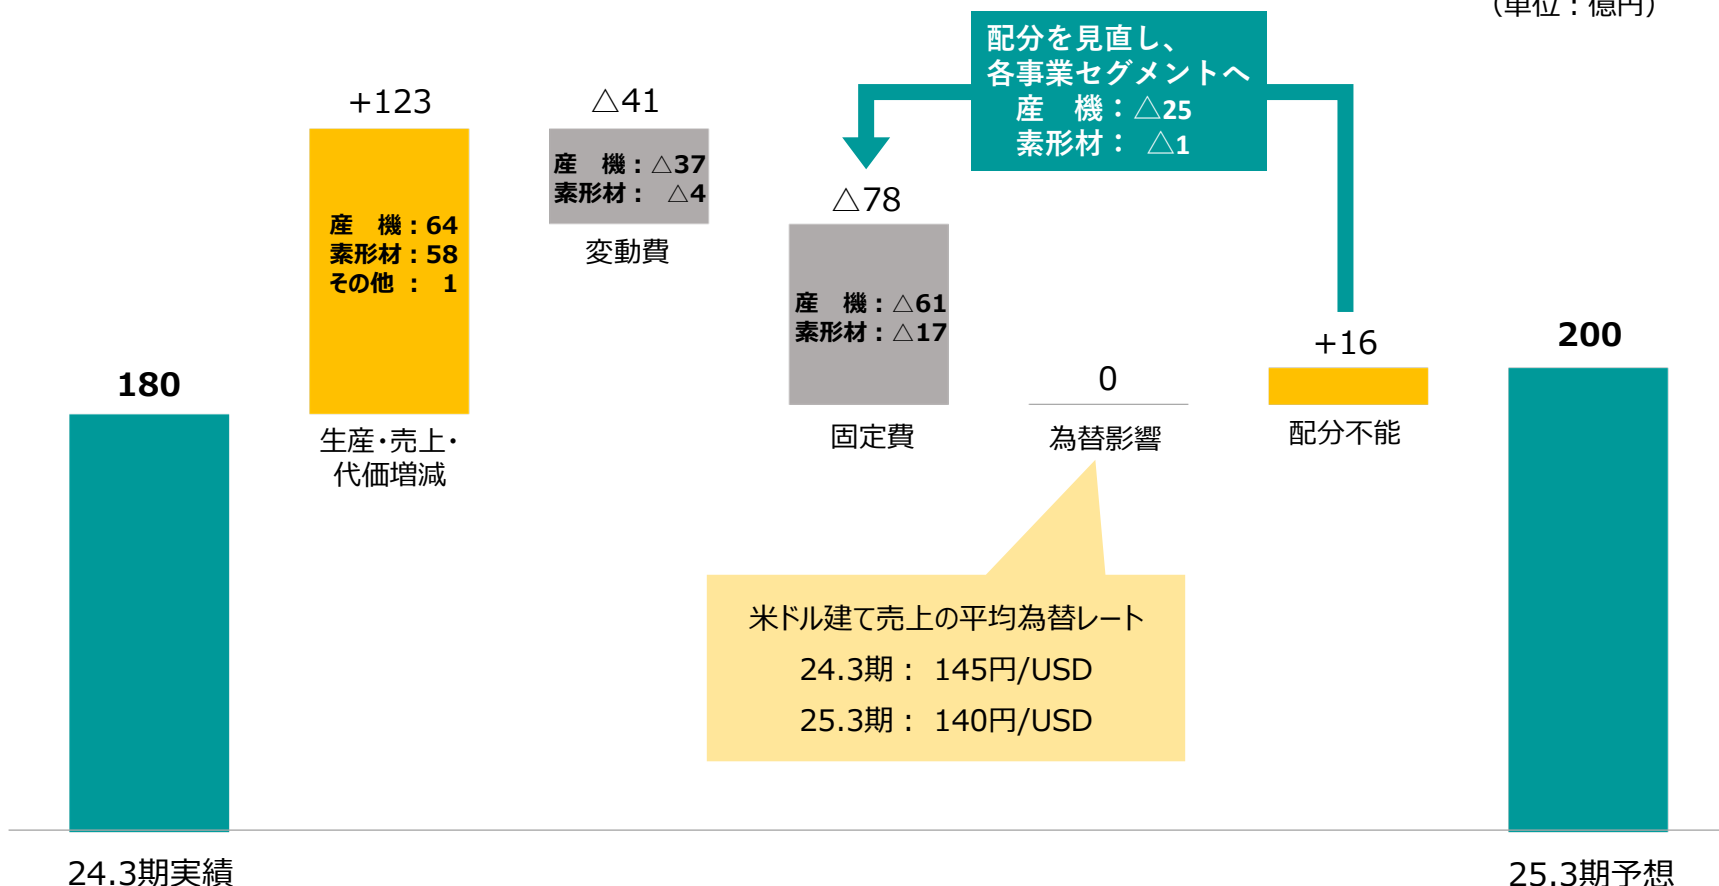 (単位：億円)
配分を見直し、
各事業セグメントへ
産　機：△25
素形材：　△1
+123
産　機：64
素形材：58
その他 ：　1
生産・売上・
代価増減
△41
産　機：△37
素形材：　△4
変動費
△78
産　機：△61
素形材：△17
固定費
0
為替影響
+16
配分不能
180
200
米ドル建て売上の平均為替レート
24.3期： 145円/USD
25.3期： 140円/USD
24.3期実績
25.3期予想